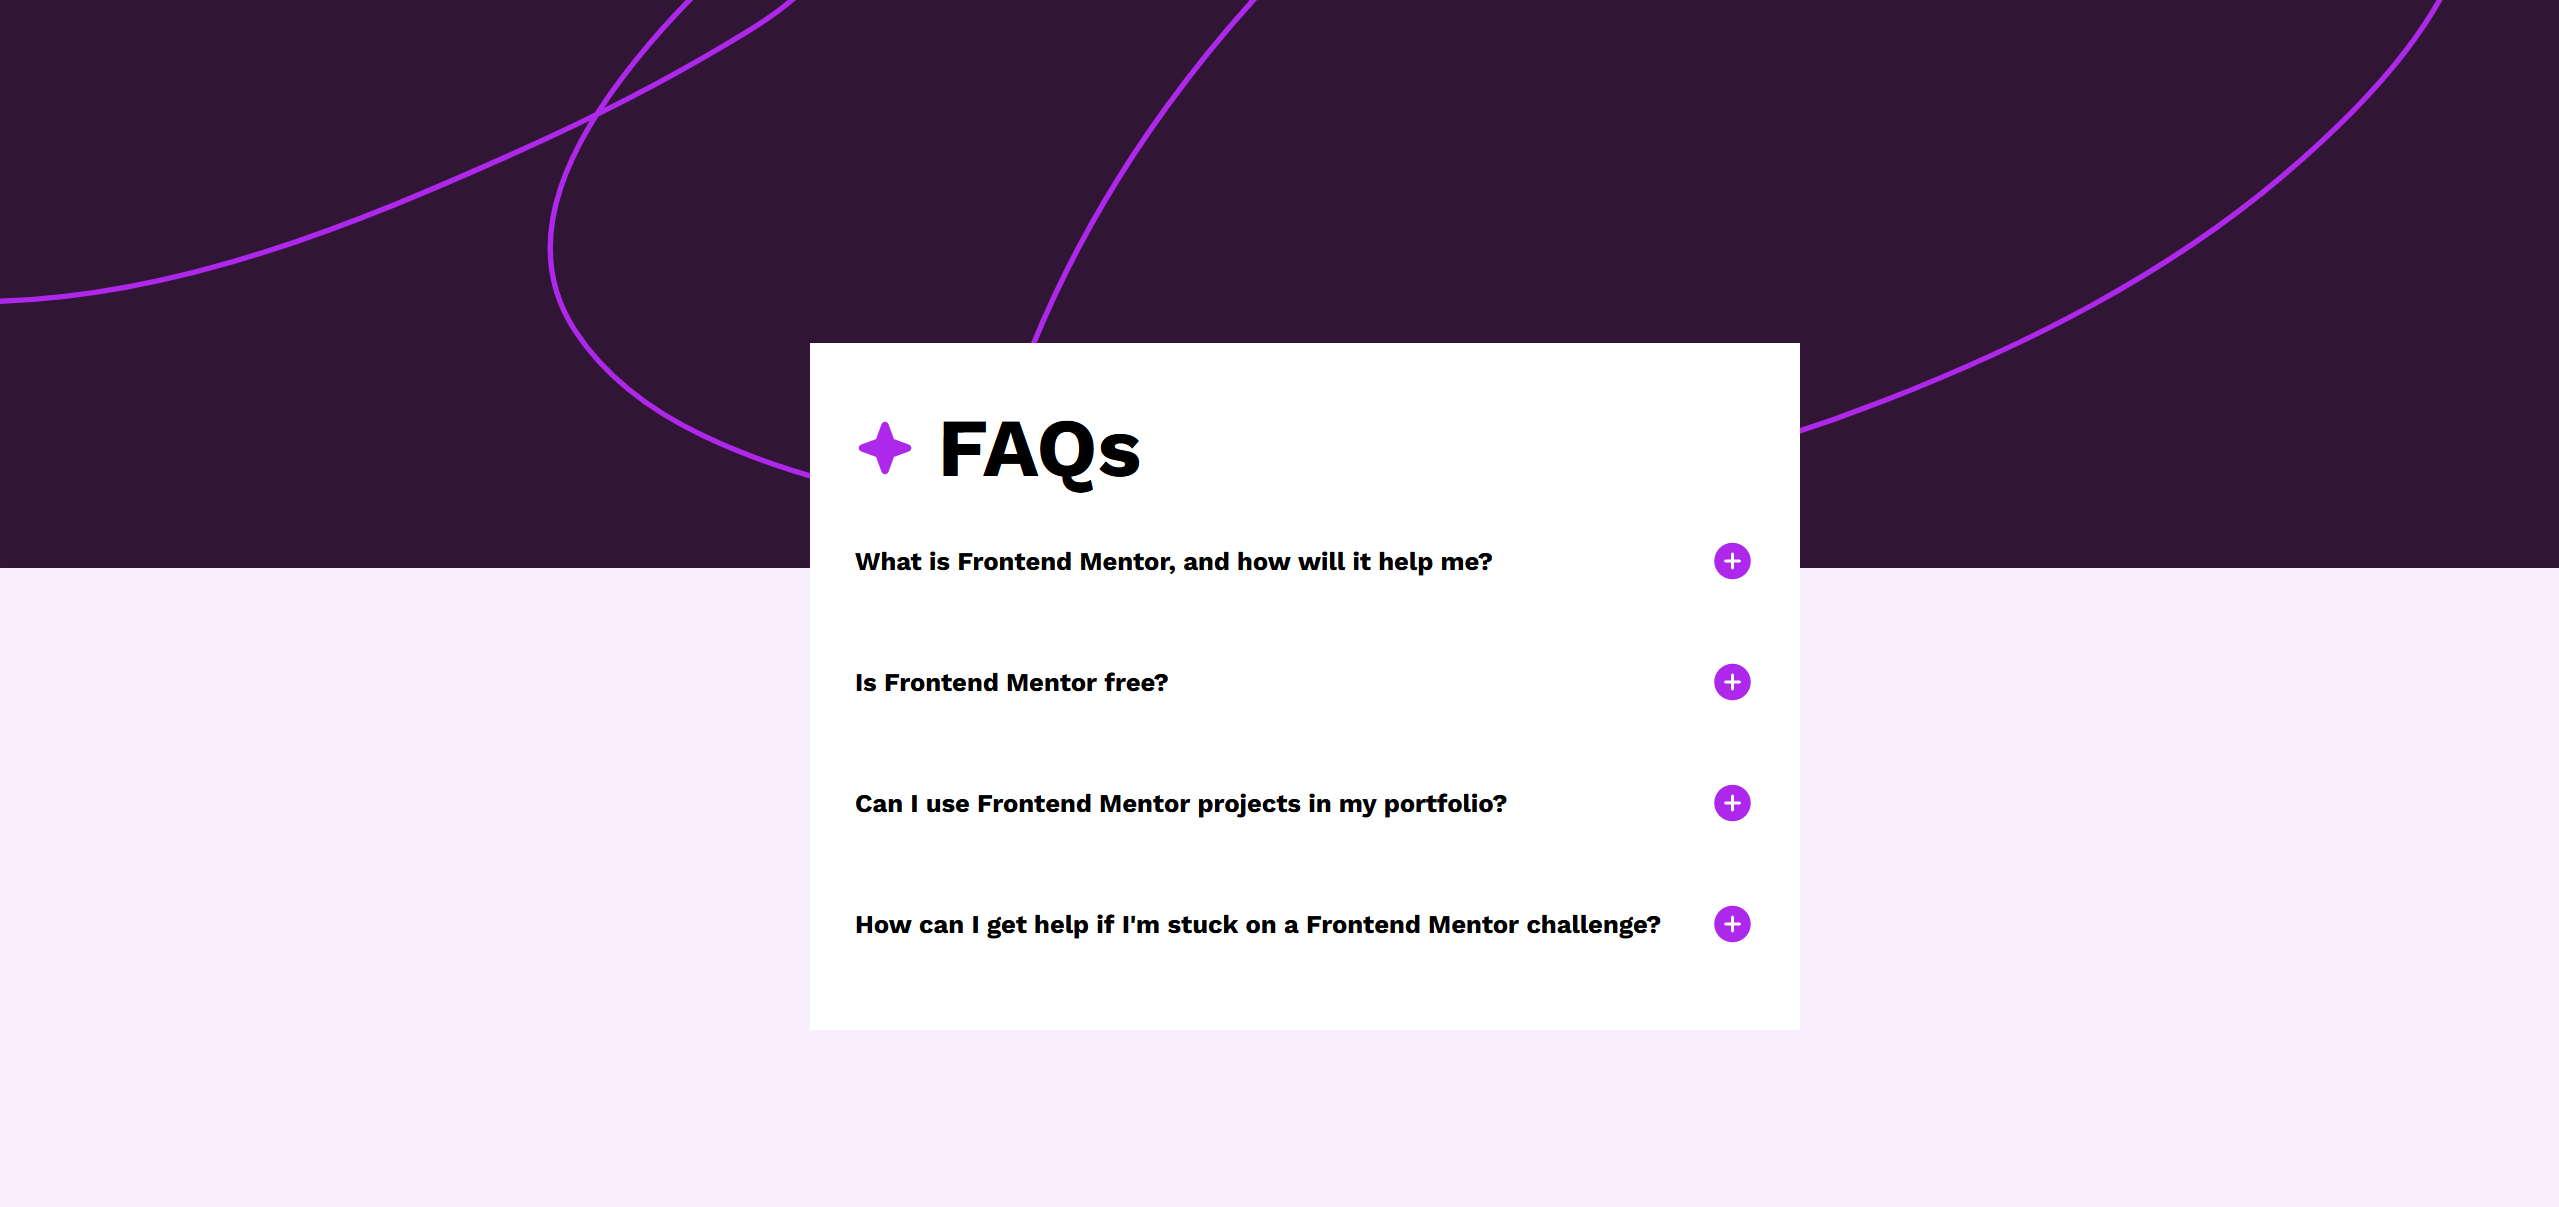 FAQs
What is Frontend Mentor, and how will it help me?
Is Frontend Mentor free?
Can I use Frontend Mentor projects in my portfolio?
How can I get help if I'm stuck on a Frontend Mentor challenge?